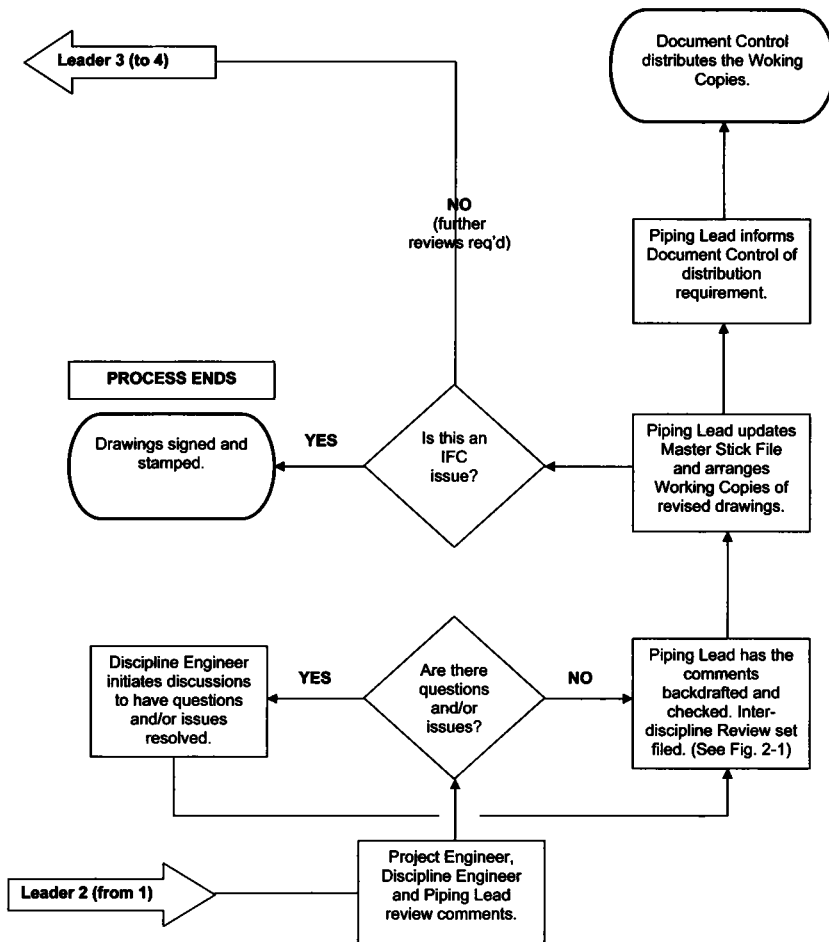 Leader 3 (to 4)
Document Control
distributes the Woking
Copies.
NO
(further
reviews req'd)
Piping Lead informs
Document Control of
distribution
requirement.
PROCESS ENDS
Drawings signed and
stamped.
YES
Is this an
IFC
issue?
Piping Lead updates
Master Stick File
and arranges
Working Copies of
revised drawings.
Discipline Engineer
initiates discussions
to have questions
and/or issues
resolved.
YES
Are there
questions
and/or
issues?
NO
Piping Lead has the
comments
backdrafted and
checked. Inter-
discipline Review set
filed. (See Fig. 2-1)
Leader 2 (from 1)
Project Engineer,
Discipline Engineer
and Piping Lead
review comments.